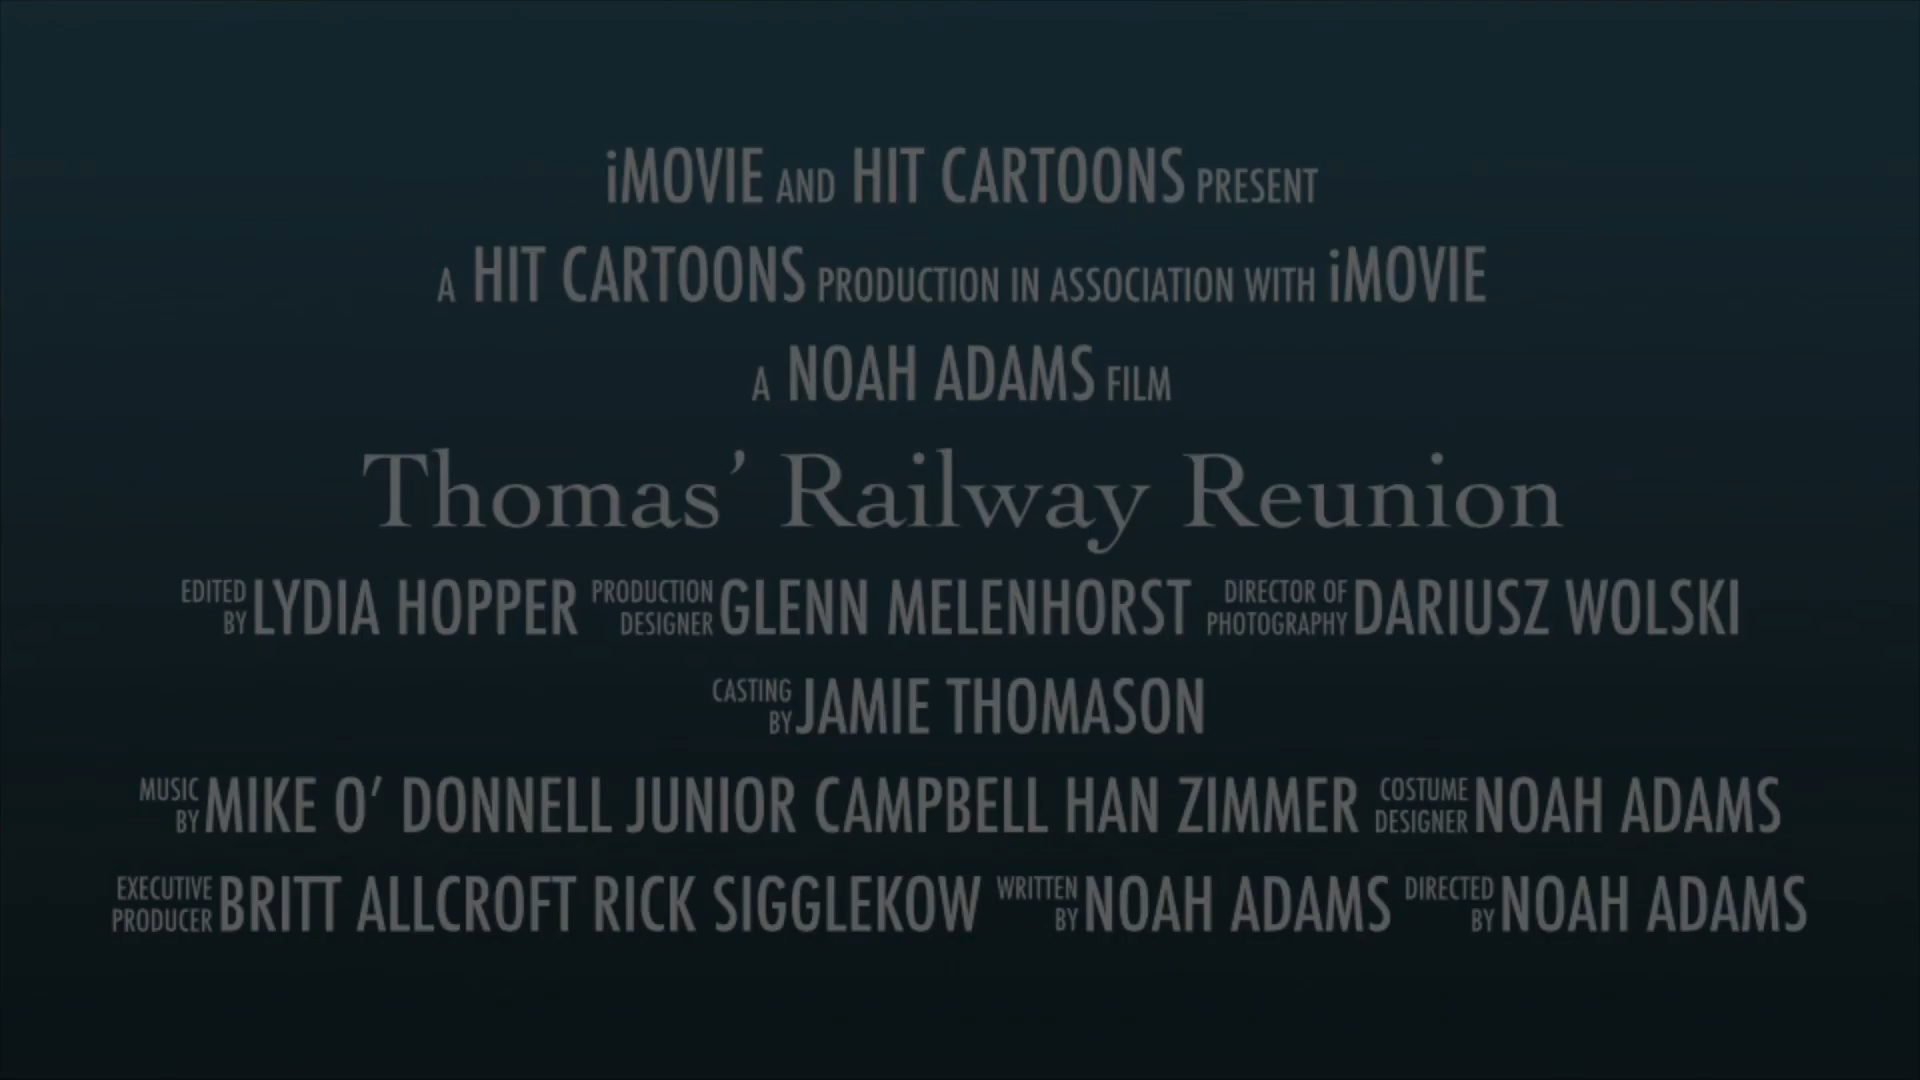 iMOVIE AND HIT CARTOONS PRESENT
A HIT CARTOONS PRODUCTION IN ASSOCIATION WITH iMOVIE
A NOAH ADAMS FILM
Thomas’ Railway Reunion
EDITED BY LYDIA HOPPER PRODUCTION DESIGNER GLENN MELENHORST DIRECTOR OF PHOTOGRAPHY DARIUSZ WOLSKI
CASTING BY JAMIE THOMASON
MUSIC BY MIKE O’ DONNELL JUNIOR CAMPBELL HAN ZIMMER COSTUME DESIGNER NOAH ADAMS
EXECUTIVE PRODUCER BRITT ALLCROFT RICK SIGGLEKOW WRITTEN BY NOAH ADAMS DIRECTED BY NOAH ADAMS